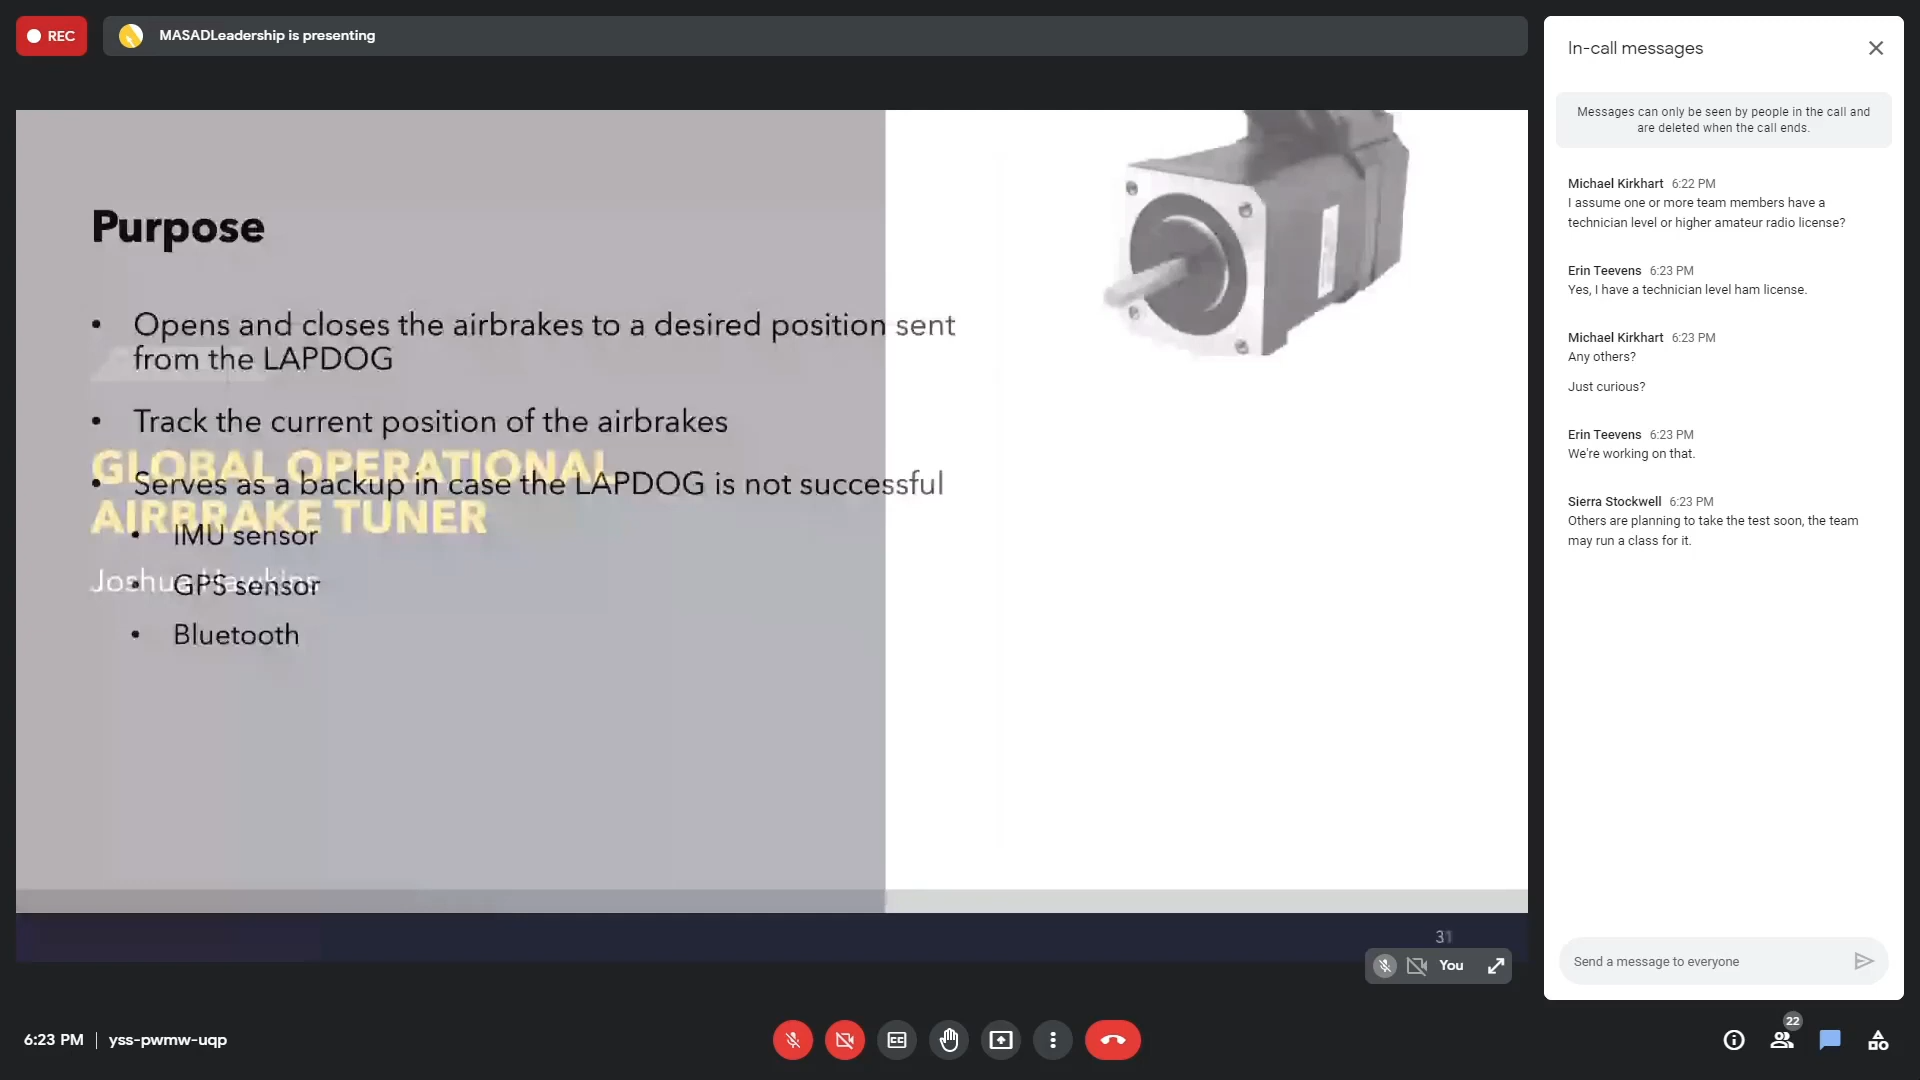 REC
MASADLeadership is presenting
Purpose
• Opens and closes the airbrakes to a desired position sent
from the LAPDOG
• Track the current position of the airbrakes
GLOBAL OPERATIONAL
• Serves as a backup in case the LAPDOG is not successful
AIRBRAKE TUNER
• IMU sensor
Joshua Hawkins
• GPS sensor
• Bluetooth
You
In-call messages
Messages can only be seen by people in the call and
are deleted when the call ends.
Michael Kirkhart 6:22 PM
I assume one or more team members have a
technician level or higher amateur radio license?
Erin Teevens 6:23 PM
Yes, I have a technician level ham license.
Michael Kirkhart 6:23 PM
Any others?
Just curious?
Erin Teevens 6:23 PM
We're working on that.
Sierra Stockwell 6:23 PM
Others are planning to take the test soon, the team
may run a class for it.
Send a message to everyone
6:23 PM | yss-pwmw-uqp
CC
22